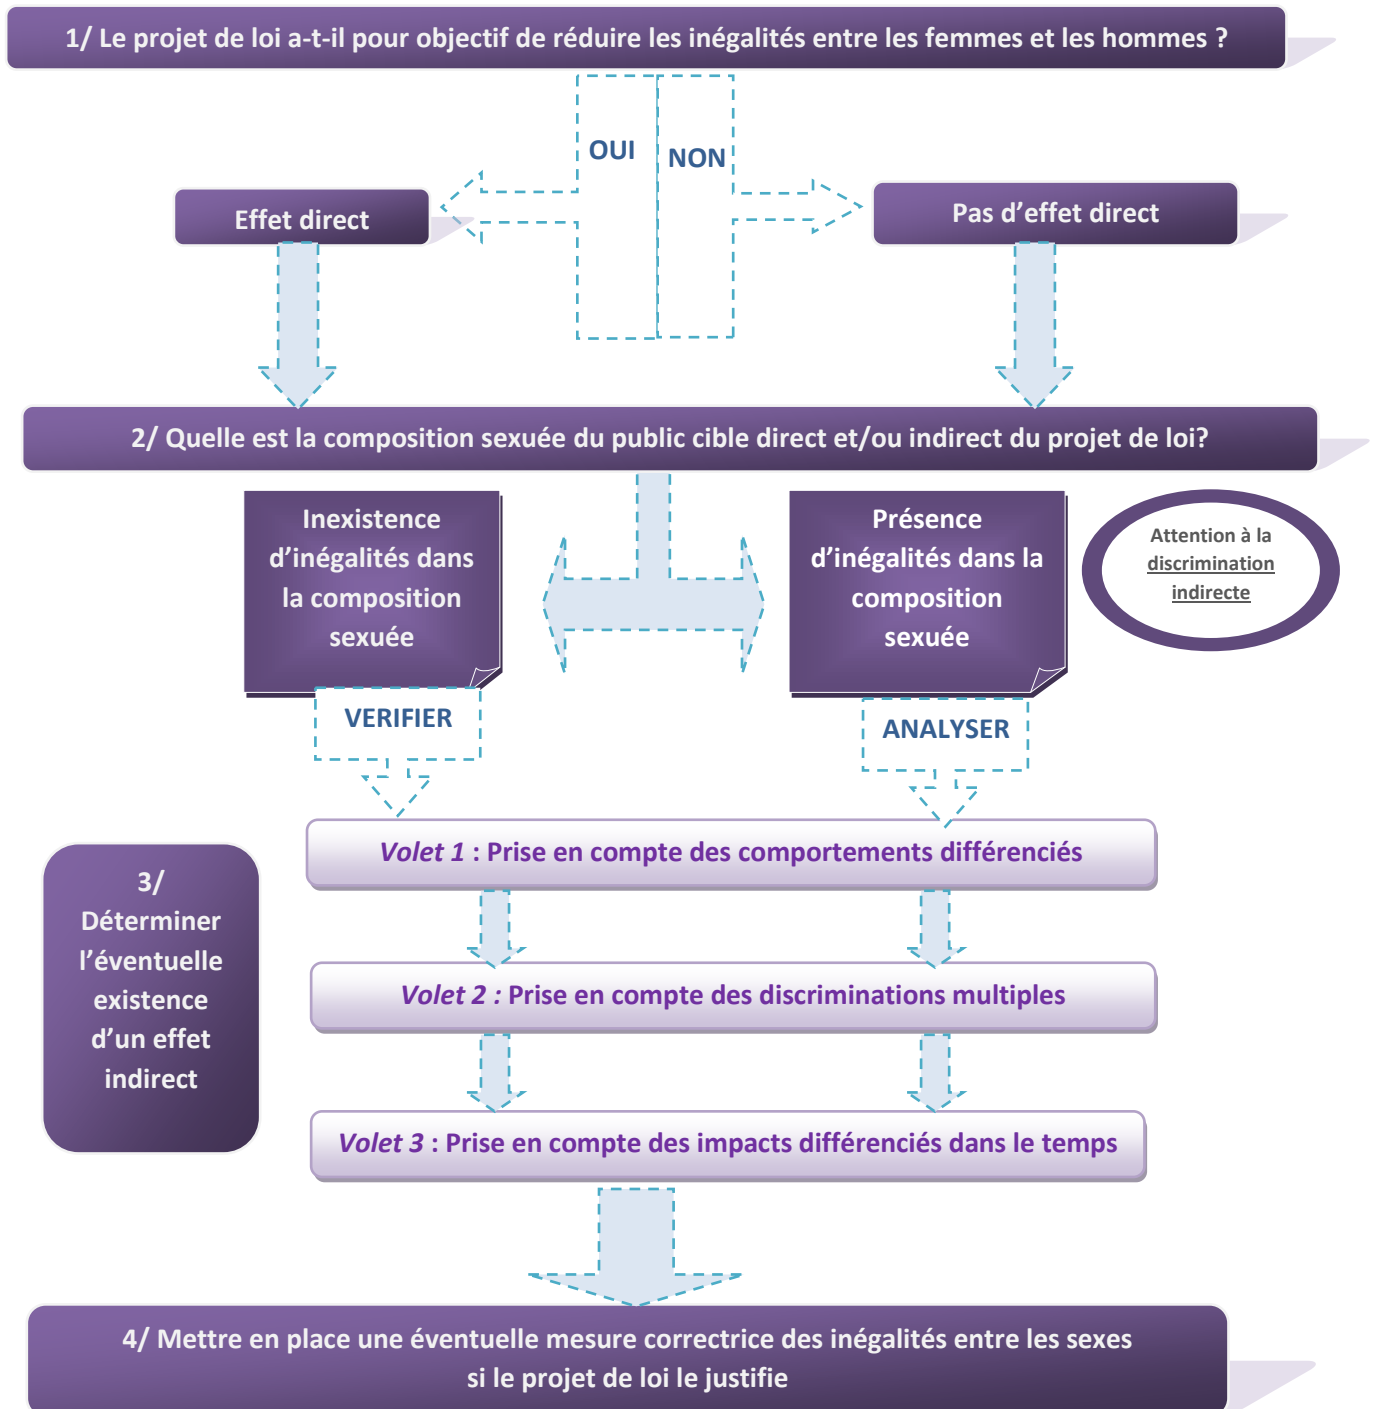 1/ Le projet de loi a-t-il pour objectif de réduire les inégalités entre les femmes et les hommes ?
OUI
NON
Effet direct
Pas d’effet direct
2/ Quelle est la composition sexuée du public cible direct et/ou indirect du projet de loi?
Inexistence
d’inégalités dans
la composition
sexuée
Présence
d’inégalités dans la
composition
sexuée
Attention à la
discrimination
indirecte
VERIFIER
ANALYSER
3/
Déterminer
l’éventuelle
existence
d’un effet
indirect
Volet 1 : Prise en compte des comportements différenciés
Volet 2 : Prise en compte des discriminations multiples
Volet 3 : Prise en compte des impacts différenciés dans le temps
4/ Mettre en place une éventuelle mesure correctrice des inégalités entre les sexes
si le projet de loi le justifie